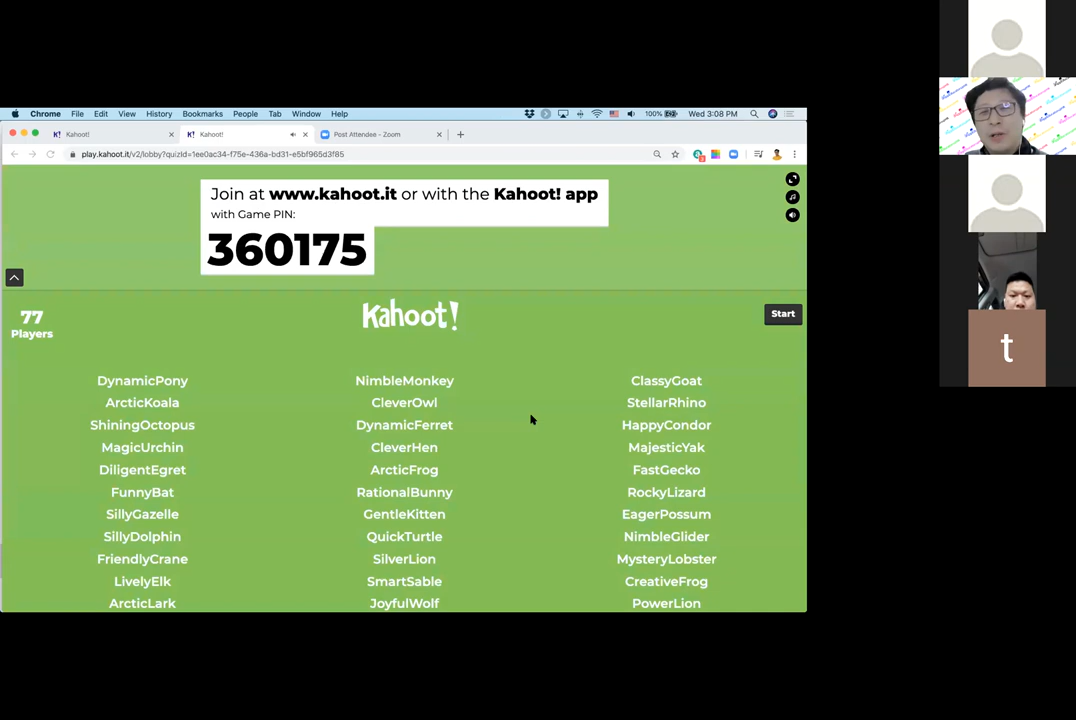 Chrome File Edit View History Bookmarks People Tab Window Help 100% Wed 3:08 PM
Kahoot! Kahoot! Post Attendee - Zoom
play.kahoot.it/v2/lobby?quizId=1ee0ac34-f75e-436a-bd31-e5bf965d3f85
Join at www.kahoot.it or with the Kahoot! app
with Game PIN:
360175
77
Players
Kahoot!
Start
DynamicPony NimbleMonkey ClassyGoat
ArcticKoala CleverOwl StellarRhino
ShiningOctopus DynamicFerret HappyCondor
MagicUrchin CleverHen MajesticYak
DiligentEgret ArcticFrog FastGecko
FunnyBat RationalBunny RockyLizard
SillyGazelle GentleKitten EagerPossum
SillyDolphin QuickTurtle NimbleGlider
FriendlyCrane SilverLion MysteryLobster
LivelyElk SmartSable CreativeFrog
ArcticLark JoyfulWolf PowerLion
t